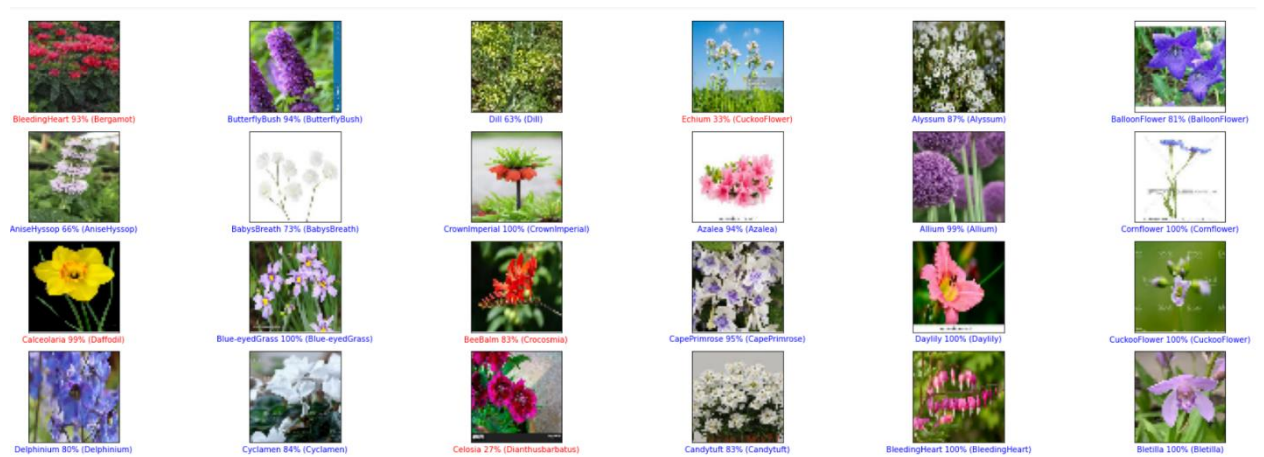 BleedingHeart 93% (Bergamot)
ButterflyBush 94% (ButterflyBush)
Dill 63% (Dill)
Echium 33% (CuckooFlower)
Alyssum 87% (Alyssum)
BalloonFlower 81% (BalloonFlower)
AniseHyssop 66% (AniseHyssop)
BabysBreath 73% (BabysBreath)
CrownImperial 100% (CrownImperial)
Azalea 94% (Azalea)
Allium 99% (Allium)
Cornflower 100% (Cornflower)
Calceolaria 99% (Daffodil)
Blue-eyedGrass 100% (Blue-eyedGrass)
BeeBalm 83% (Crocosmia)
CapePrimrose 95% (CapePrimrose)
Daylily 100% (Daylily)
CuckooFlower 100% (CuckooFlower)
Delphinium 80% (Delphinium)
Cyclamen 84% (Cyclamen)
Celosia 27% (Dianthusbarbatus)
Candytuft 83% (Candytuft)
BleedingHeart 100% (BleedingHeart)
Bletilla 100% (Bletilla)